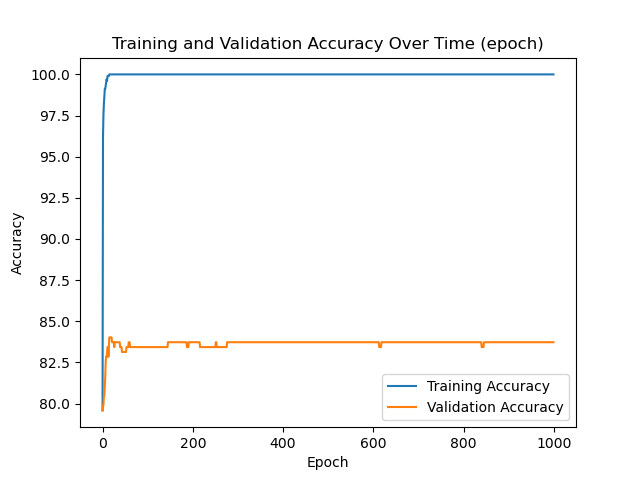 Training and Validation Accuracy Over Time (epoch)
100.0
97.5
95.0
92.5
90.0
87.5
85.0
82.5
80.0
Accuracy
Training Accuracy
Validation Accuracy
0 200 400 600 800 1000
Epoch